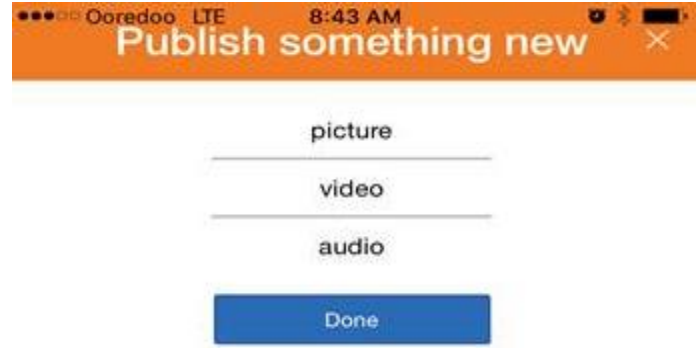 Ooredoo LTE 8:43 AM
Publish something new
picture
video
audio
Done